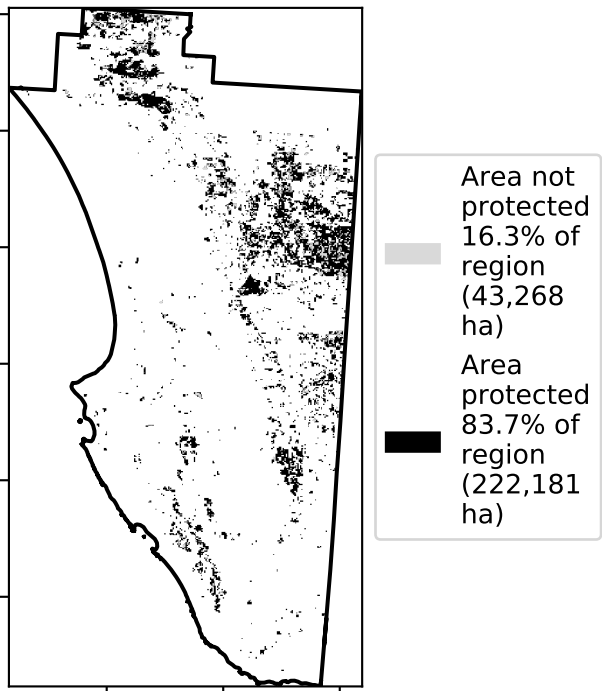 Area not
protected
16.3% of
region
(43,268
ha)
Area
protected
83.7% of
region
(222,181
ha)